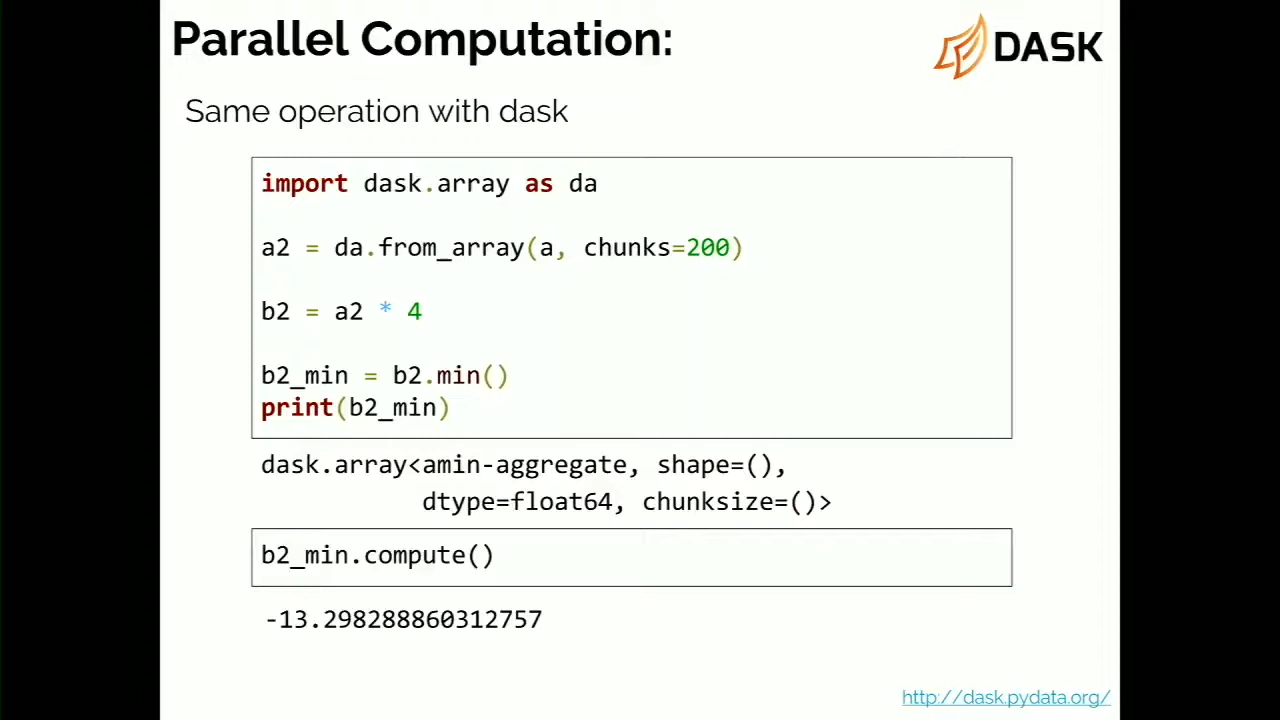 Parallel Computation:
DASK
Same operation with dask
import dask.array as da
a2 = da.from_array(a, chunks=200)
b2 = a2 * 4
b2_min = b2.min()
print(b2_min)
dask.array<amin-aggregate, shape=(),
dtype=float64, chunksize=()>
b2_min.compute()
-13.298288860312757
http://dask.pydata.org/